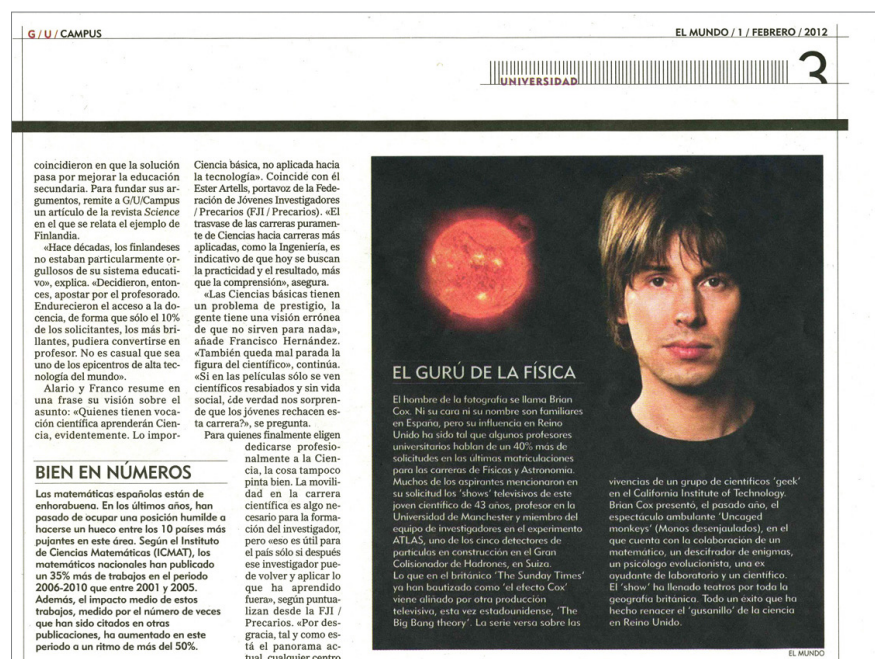 G / U / CAMPUS
EL MUNDO / 1 / FEBRERO / 2012
UNIVERSIDAD
3
coincidieron en que la solución
pasa por mejorar la educación
secundaria. Para fundar sus ar-
gumentos, remite a G/U/Campus
un artículo de la revista Science
en el que se relata el ejemplo de
Finlandia.
«Hace décadas, los finlandeses
no estaban particularmente or-
gullosos de su sistema educati-
vo», explica. «Decidieron, enton-
ces, apostar por el profesorado.
Endurecieron el acceso a la do-
cencia, de forma que sólo el 10%
de los solicitantes, los más bri-
llantes, pudiera convertirse en
profesor. No es casual que sea
uno de los epicentros de alta tec-
nología del mundo».
Alario y Franco resume en
una frase su visión sobre el
asunto: «Quienes tienen voca-
ción científica aprenderán Cien-
cia, evidentemente. Lo impor-
BIEN EN NÚMEROS
Las matemáticas españolas están de
enhorabuena. En los últimos años, han
pasado de ocupar una posición humilde a
hacerse un hueco entre los 10 países más
pujantes en este área. Según el Instituto
de Ciencias Matemáticas (ICMAT), los
matemáticos nacionales han publicado
un 35% más de trabajos en el periodo
2006-2010 que entre 2001 y 2005.
Además, el impacto medio de estos
trabajos, medido por el número de veces
que han sido citados en otras
publicaciones, ha aumentado en este
periodo a un ritmo de más del 50%.
Ciencia básica, no aplicada hacia
la tecnología». Coincide con él
Ester Artells, portavoz de la Fede-
ración de Jóvenes Investigadores
/ Precarios (FJI / Precarios). «El
trasvase de las carreras puramen-
te de Ciencias hacia carreras más
aplicadas, como la Ingeniería, es
indicativo de que hoy se buscan
la practicidad y el resultado, más
que la comprensión», asegura.
«Las Ciencias básicas tienen
un problema de prestigio, la
gente tiene una visión errónea
de que no sirven para nada»,
añade Francisco Hernández.
«También queda mal parada la
figura del científico», continúa.
«Si en las películas sólo se ven
científicos resabiados y sin vida
social, ¿de verdad nos sorpren-
de que los jóvenes rechacen es-
ta carrera?», se pregunta.
Para quienes finalmente eligen
dedicarse profesio-
nalmente a la Cien-
cia, la cosa tampoco
pinta bien. La movili-
dad en la carrera
científica es algo ne-
cesario para la forma-
ción del investigador,
pero «eso es útil para
el país sólo si después
ese investigador pue-
de volver y aplicar lo
que ha aprendido
fuera», según puntua-
lizan desde la FJI /
Precarios. «Por des-
gracia, tal y como es-
tá el panorama ac-
tual, cualquier centro
EL GURÚ DE LA FÍSICA
El hombre de la fotografía se llama Brian
Cox. Ni su cara ni su nombre son familiares
en España, pero su influencia en Reino
Unido ha sido tal que algunos profesores
universitarios hablan de un 40% más de
solicitudes en las últimas matriculaciones
para las carreras de Físicas y Astronomía.
Muchos de los aspirantes mencionaron en
su solicitud los 'shows' televisivos de este
joven científico de 43 años, profesor en la
Universidad de Manchester y miembro del
equipo de investigadores en el experimento
ATLAS, uno de los cinco detectores de
partículas en construcción en el Gran
Colisionador de Hadrones, en Suiza.
Lo que en el británico 'The Sunday Times'
ya han bautizado como 'el efecto Cox'
viene aliñado por otra producción
televisiva, esta vez estadounidense, 'The
Big Bang theory'. La serie versa sobre las
vivencias de un grupo de científicos 'geek'
en el California Institute of Technology.
Brian Cox presentó, el pasado año, el
espectáculo ambulante 'Uncaged
monkeys' (Monos desenjaulados), en el
que cuenta con la colaboración de un
matemático, un descifrador de enigmas,
un psicólogo evolucionista, una ex
ayudante de laboratorio y un científico.
El 'show' ha llenado teatros por toda la
geografía británica. Todo un éxito que ha
hecho renacer el 'gusanillo' de la ciencia
en Reino Unido.
EL MUNDO